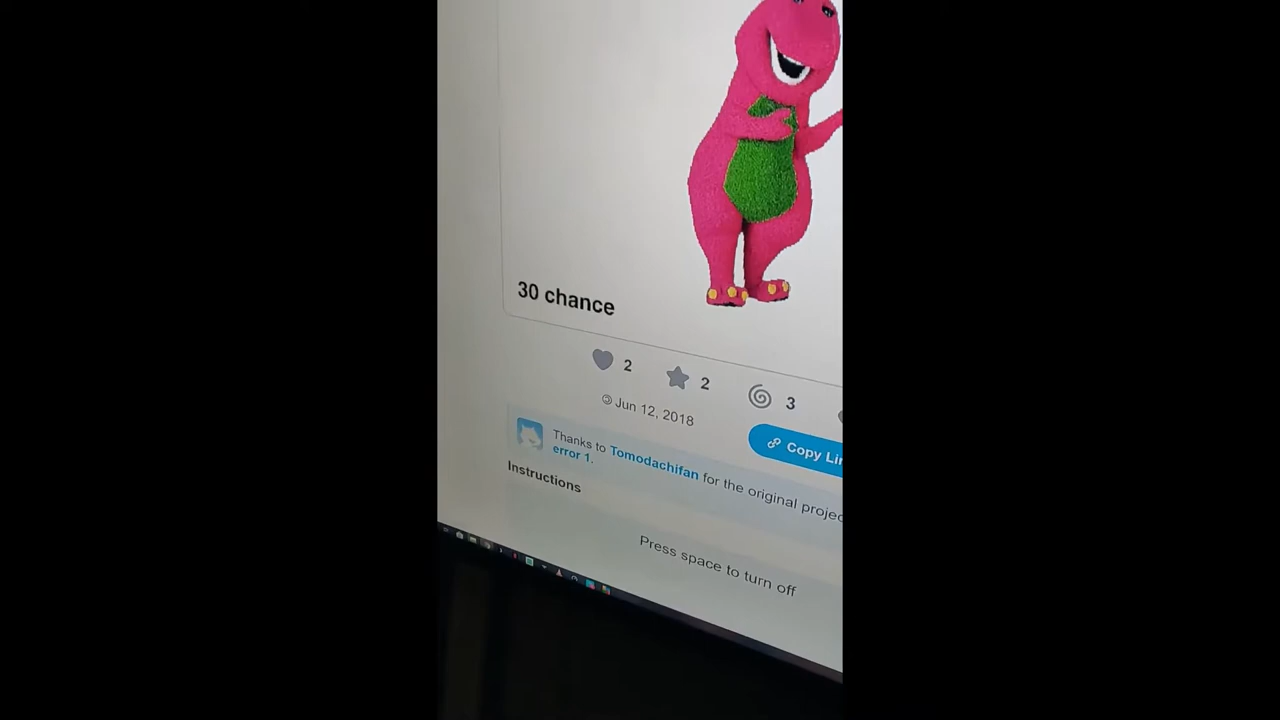 30 chance
2
2
3
Jun 12, 2018
Copy Li
Thanks to Tomodachifan for the original projec
error 1.
Instructions
Press space to turn off